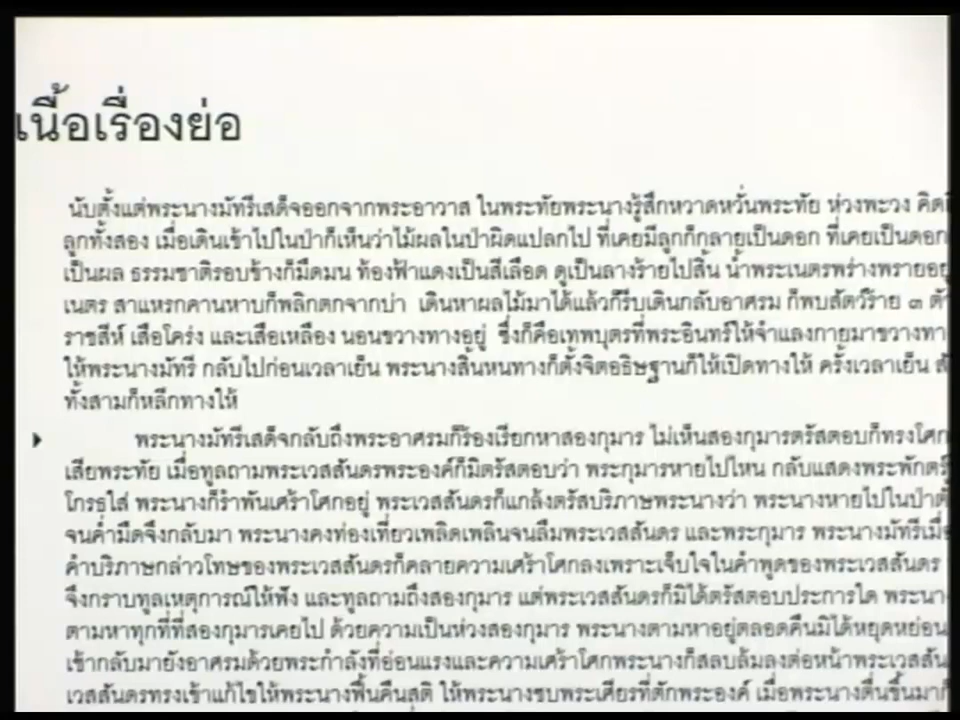 เนื้อเรื่องย่อ
นับตั้งแต่พระนางมัทรีเสด็จออกจากพระอาวาส ในพระทัยพระนางรู้สึกหวาดหวั่นพระทัย ห่วงพะวง
ลูกทั้งสอง เมื่อเดินเข้าไปในป่าก็เห็นว่าไม้ผลในป่าผิดแปลกไป ที่เคยมีลูกก็กลายเป็นดอก ที่เคยเป็นดอก
เป็นผล ธรรมชาติรอบข้างก็มืดมน ท้องฟ้าแดงเป็นสีเลือด ดูเป็นลางร้ายไปสิ้น น้ำพระเนตรพร่างพราย
เนตร สาแหรกคานหาบก็พลิกตกจากบ่า เดินหาผลไม้มาได้แล้วก็รีบเดินกลับอาศรม ก็พบสัตว์ร้าย ๓
ราชสีห์ เสือโคร่ง และเสือเหลือง นอนขวางทางอยู่ ซึ่งก็คือเทพบุตรที่พระอินทร์ให้จำแลงกายมาขวางทา
ให้พระนางมัทรี กลับไปก่อนเวลาเย็น พระนางสิ้นหนทางก็ตั้งจิตอธิษฐานก็ให้เปิดทางให้ ครั้งเวลาเย็น
ทั้งสามก็หลีกทางให้
พระนางมัทรีเสด็จกลับถึงพระอาศรมก็ร้องเรียกหาสองกุมาร ไม่เห็นสองกุมารตรัสตอบก็ทรงโศก
เสียพระทัย เมื่อทูลถามพระเวสสันดรพระองค์ก็มิตรัสตอบว่า พระกุมารหายไปไหน กลับแสดงพระพักตร์
โกรธใส่ พระนางก็รำพันเศร้าโศกอยู่ พระเวสสันดรก็แกล้งตรัสบริภาษพระนางว่า พระนางหายไปในป่า
จนค่ำมืดจึงกลับมา พระนางคงท่องเที่ยวเพลิดเพลินจนลืมพระเวสสันดร และพระกุมาร พระนางมัทรี
คำบริภาษกล่าวโทษของพระเวสสันดรก็คลายความเศร้าโศกลงเพราะเจ็บใจในคำพูดของพระเวสสันดร
จึงกราบทูลเหตุการณ์ให้ฟัง และทูลถามถึงสองกุมาร แต่พระเวสสันดรก็มิได้ตรัสตอบประการใด พระนา
ตามหาทุกที่ที่สองกุมารเคยไป ด้วยความเป็นห่วงสองกุมาร พระนางตามหาอยู่ตลอดคืนมิได้หยุดหย่อน
เช้ากลับมายังอาศรมด้วยพระกำลังที่อ่อนแรงและความเศร้าโศกพระนางก็สลบล้มลงต่อหน้าพระเวสสัน
เวสสันดรทรงเข้าแก้ไขให้พระนางฟื้นคืนสติ ให้พระนางซบพระเศียรที่ตักพระองค์ เมื่อพระนางตื่นขึ้นมา